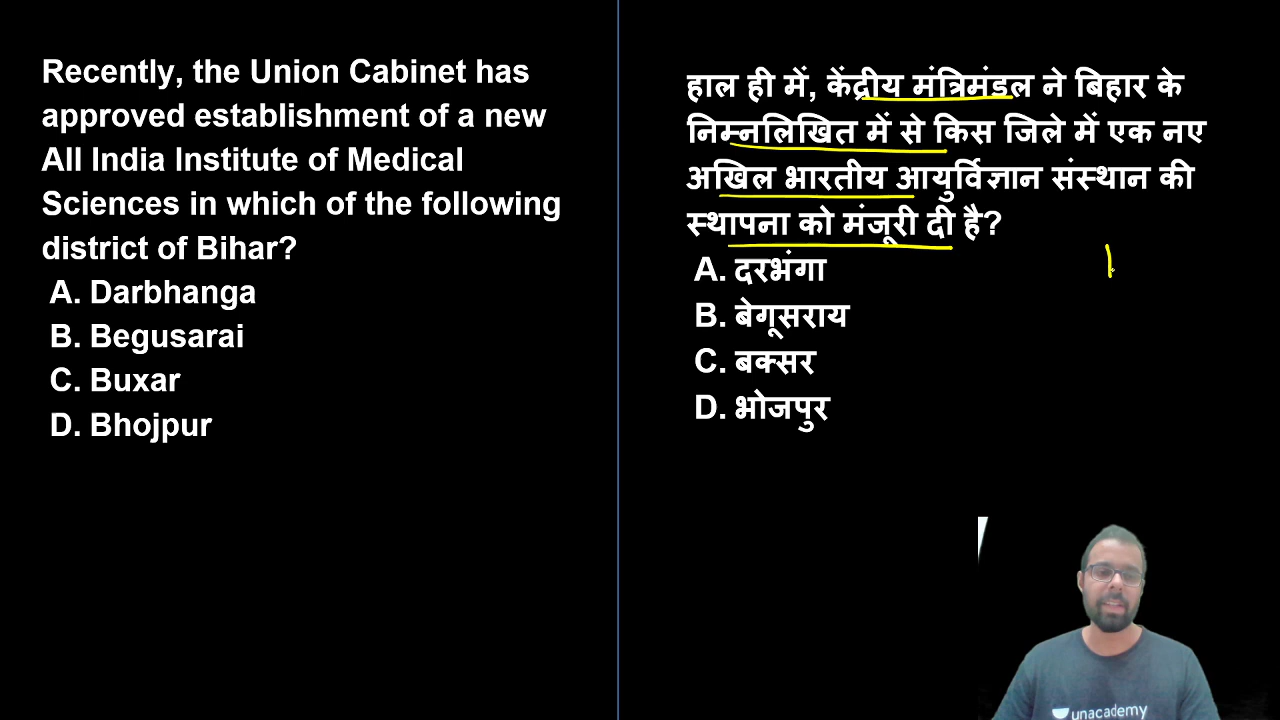 Recently, the Union Cabinet has
approved establishment of a new
All India Institute of Medical
Sciences in which of the following
district of Bihar?
A. Darbhanga
B. Begusarai
C. Buxar
D. Bhojpur
हाल ही में, केंद्रीय मंत्रिमंडल ने बिहार के
निम्नलिखित में से किस जिले में एक नए
अखिल भारतीय आयुर्विज्ञान संस्थान की
स्थापना को मंजूरी दी है?
A. दरभंगा
B. बेगूसराय
C. बक्सर
D. भोजपुर
unacademy